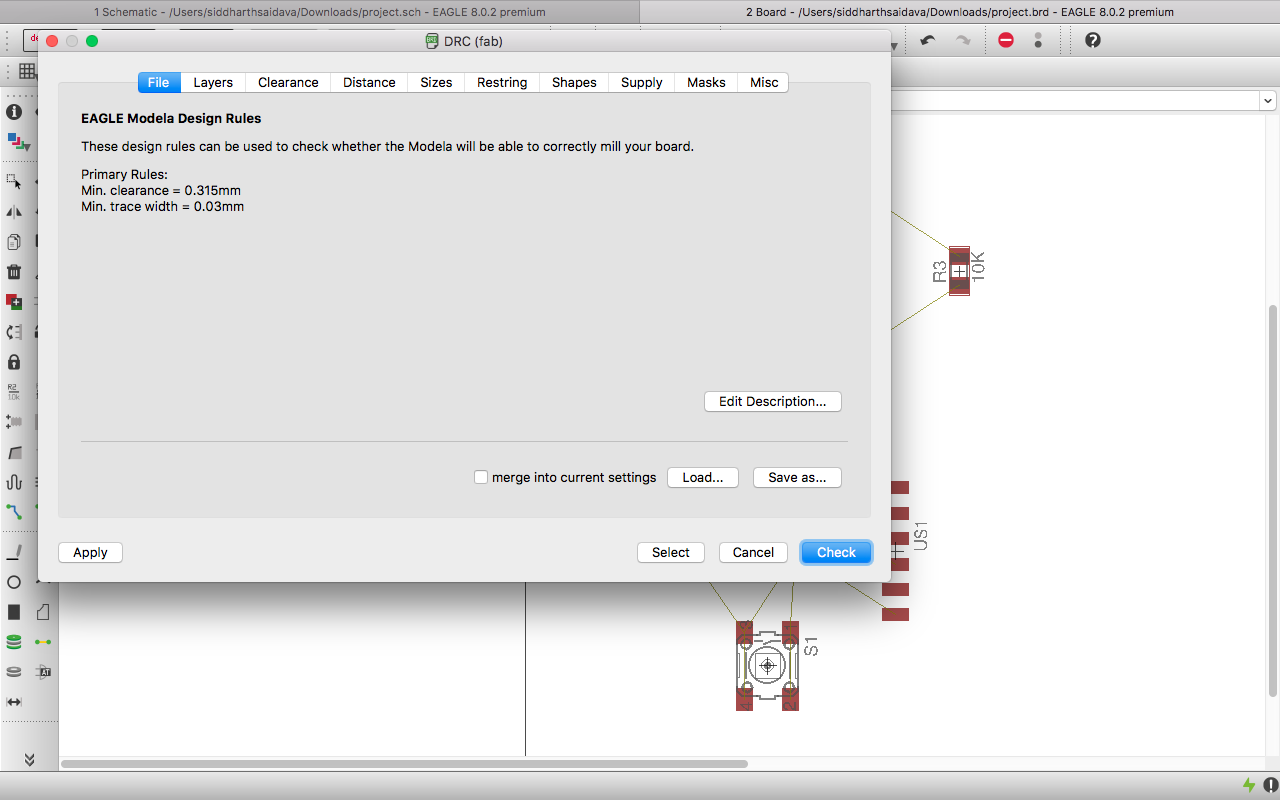 1 Schematic - /Users/siddharthsaidava/Downloads/project.sch - EAGLE 8.0.2 premium
2 Board - /Users/siddharthsaidava/Downloads/project.brd - EAGLE 8.0.2 premium
DRC (fab)
File Layers Clearance Distance Sizes Restring Shapes Supply Masks Misc
EAGLE Modela Design Rules
These design rules can be used to check whether the Modela will be able to correctly mill your board.
Primary Rules:
Min. clearance = 0.315mm
Min. trace width = 0.03mm
Edit Description...
merge into current settings Load... Save as...
Apply Select Cancel Check
R3
10K
US1
S1
R2
10k